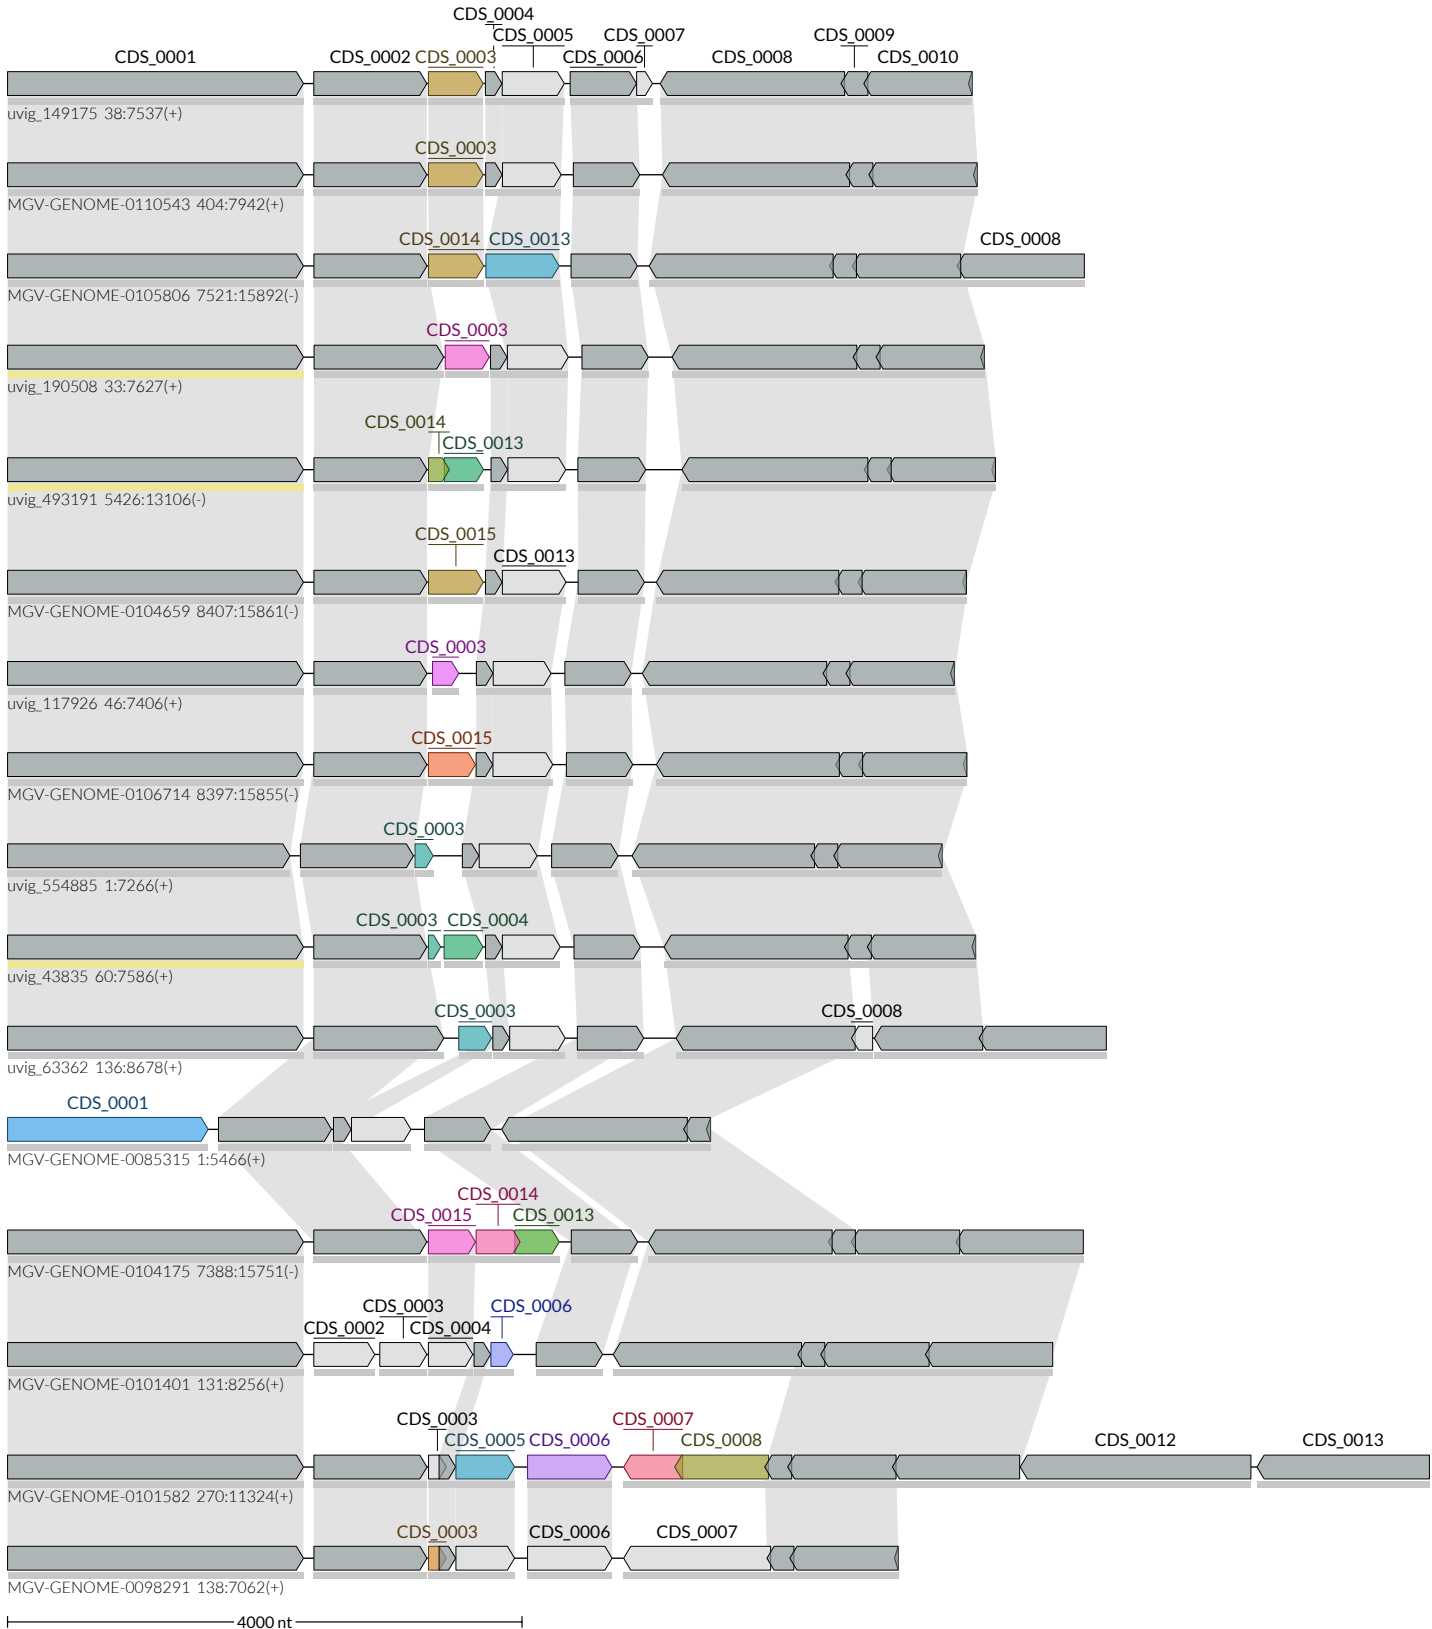 CDS_0004
CDS_0005 CDS_0007 CDS_0009
CDS_0001 CDS_0002 CDS_0003 CDS_0006 CDS_0008 CDS_0010
uvig_149175 38:7537(+)
CDS_0003
MGV-GENOME-0110543 404:7942(+)
CDS_0014 CDS_0013 CDS_0008
MGV-GENOME-0105806 7521:15892(-)
CDS_0003
uvig_190508 33:7627(+)
CDS_0014
CDS_0013
uvig_493191 5426:13106(-)
CDS_0015
CDS_0013
MGV-GENOME-0104659 8407:15861(-)
CDS_0003
uvig_117926 46:7406(+)
CDS_0015
MGV-GENOME-0106714 8397:15855(-)
CDS_0003
uvig_554885 1:7266(+)
CDS_0003 CDS_0004
uvig_43835 60:7586(+)
CDS_0003 CDS_0008
uvig_63362 136:8678(+)
CDS_0001
MGV-GENOME-0085315 1:5466(+)
CDS_0014
CDS_0015 CDS_0013
MGV-GENOME-0104175 7388:15751(-)
CDS_0003 CDS_0006
CDS_0002 CDS_0004
MGV-GENOME-0101401 131:8256(+)
CDS_0003 CDS_0007
CDS_0005 CDS_0006 CDS_0008 CDS_0012 CDS_0013
MGV-GENOME-0101582 270:11324(+)
CDS_0003 CDS_0006 CDS_0007
MGV-GENOME-0098291 138:7062(+)
4000 nt